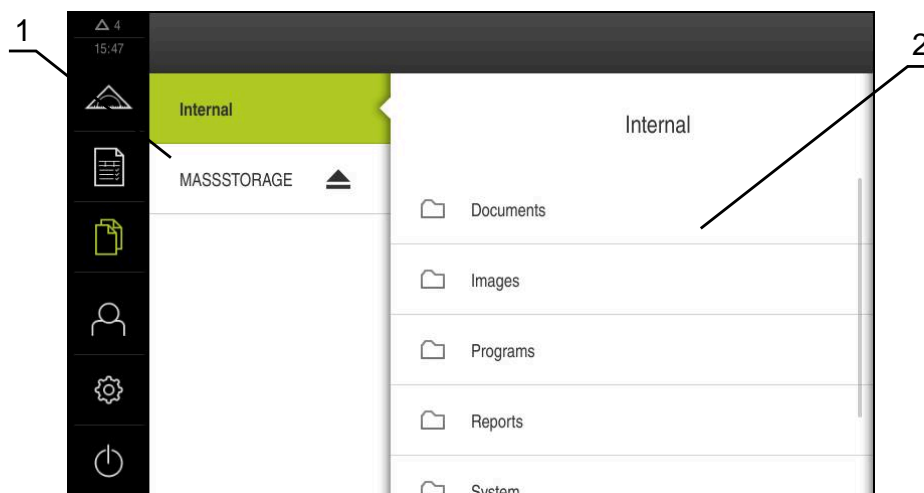 1
2
4
15:47
Internal
MASSSTORAGE
Internal
Documents
Images
Programs
Reports
System